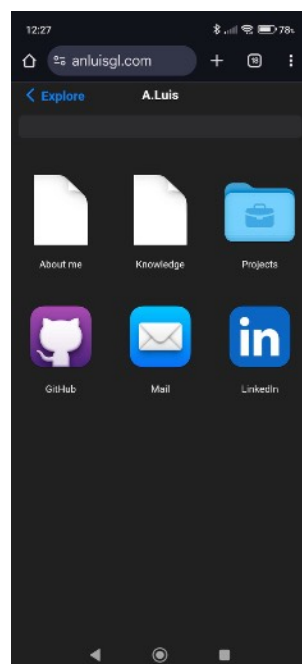 12:27 78%
anluisgl.com 18
Explore A.Luis
About me Knowledge Projects
in
GitHub Mail LinkedIn